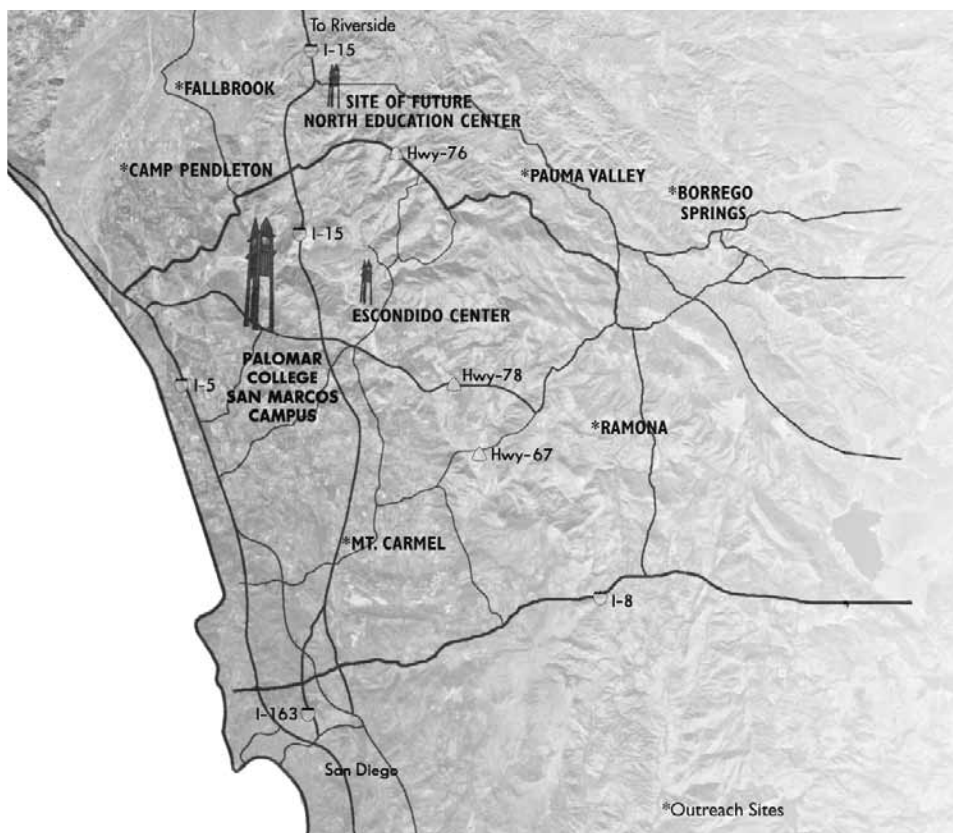 To Riverside
I-15
*FALLBROOK
SITE OF FUTURE
NORTH EDUCATION CENTER
Hwy-76
*CAMP PENDLETON
*PAUMA VALLEY
*BORREGO
SPRINGS
I-15
ESCONDIDO CENTER
PALOMAR
COLLEGE
SAN MARCOS
CAMPUS
I-5
Hwy-78
*RAMONA
Hwy-67
*MT. CARMEL
I-8
I-163
San Diego
*Outreach Sites